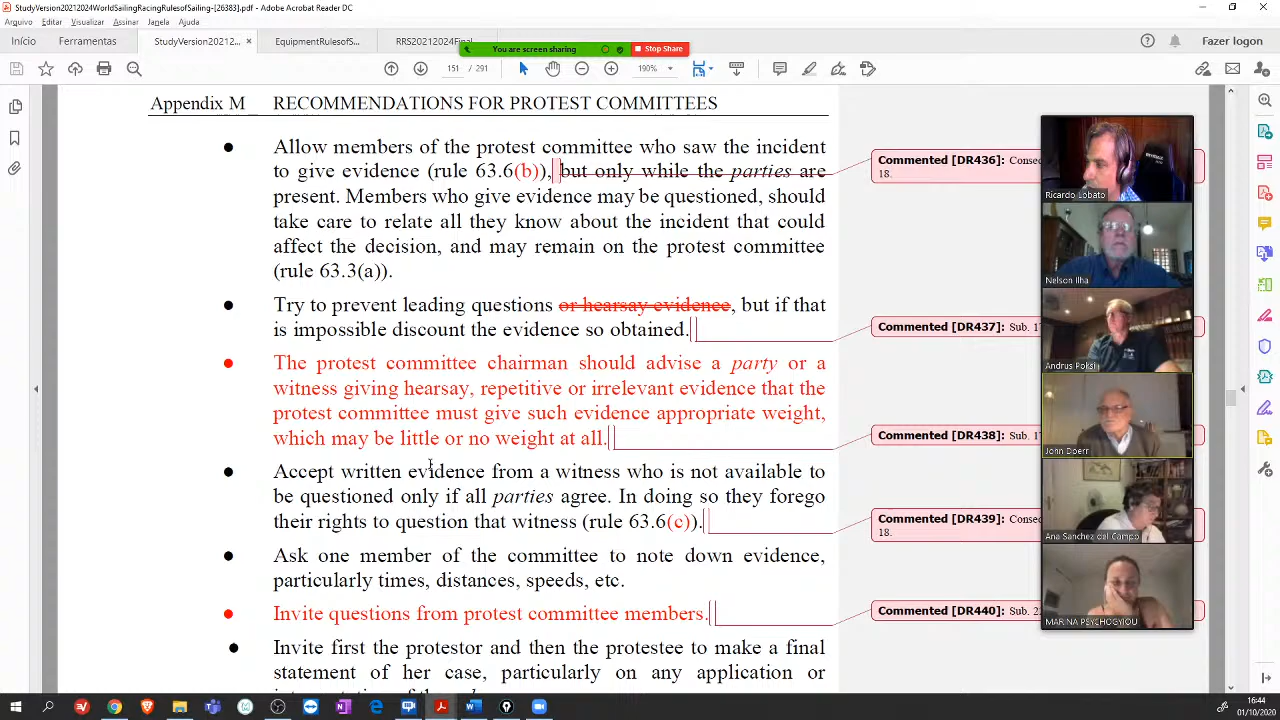 StudyVersion20212024WorldSailingRacingRulesofSailing-[26383].pdf - Adobe Acrobat Reader DC
Arquivo Editar Visualizar Assinar Janela Ajuda
Início Ferramentas StudyVersion20212... × EquipmentRulesofS... RRS20212024Final... Fazer logon
You are screen sharing Stop Share
151 / 291 190%
Appendix M RECOMMENDATIONS FOR PROTEST COMMITTEES
● Allow members of the protest committee who saw the incident
to give evidence (rule 63.6(b)), but only while the parties are
present. Members who give evidence may be questioned, should
take care to relate all they know about the incident that could
affect the decision, and may remain on the protest committee
(rule 63.3(a)).
● Try to prevent leading questions or hearsay evidence, but if that
is impossible discount the evidence so obtained.
● The protest committee chairman should advise a party or a
witness giving hearsay, repetitive or irrelevant evidence that the
protest committee must give such evidence appropriate weight,
which may be little or no weight at all.
● Accept written evidence from a witness who is not available to
be questioned only if all parties agree. In doing so they forego
their rights to question that witness (rule 63.6(c)).
● Ask one member of the committee to note down evidence,
particularly times, distances, speeds, etc.
● Invite questions from protest committee members.
● Invite first the protestor and then the protestee to make a final
statement of her case, particularly on any application or
Commented [DR436]: Conseq
18.
Commented [DR437]: Sub. 1
Commented [DR438]: Sub. 1
Commented [DR439]: Conseq
18.
Commented [DR440]: Sub. 2
Ricardo Lobato
Nelson Ilha
Andrus Poksi
John Doerr
Ana Sanchez del Campo
MARINA PSYCHOGYIOU
16:44
01/10/2020